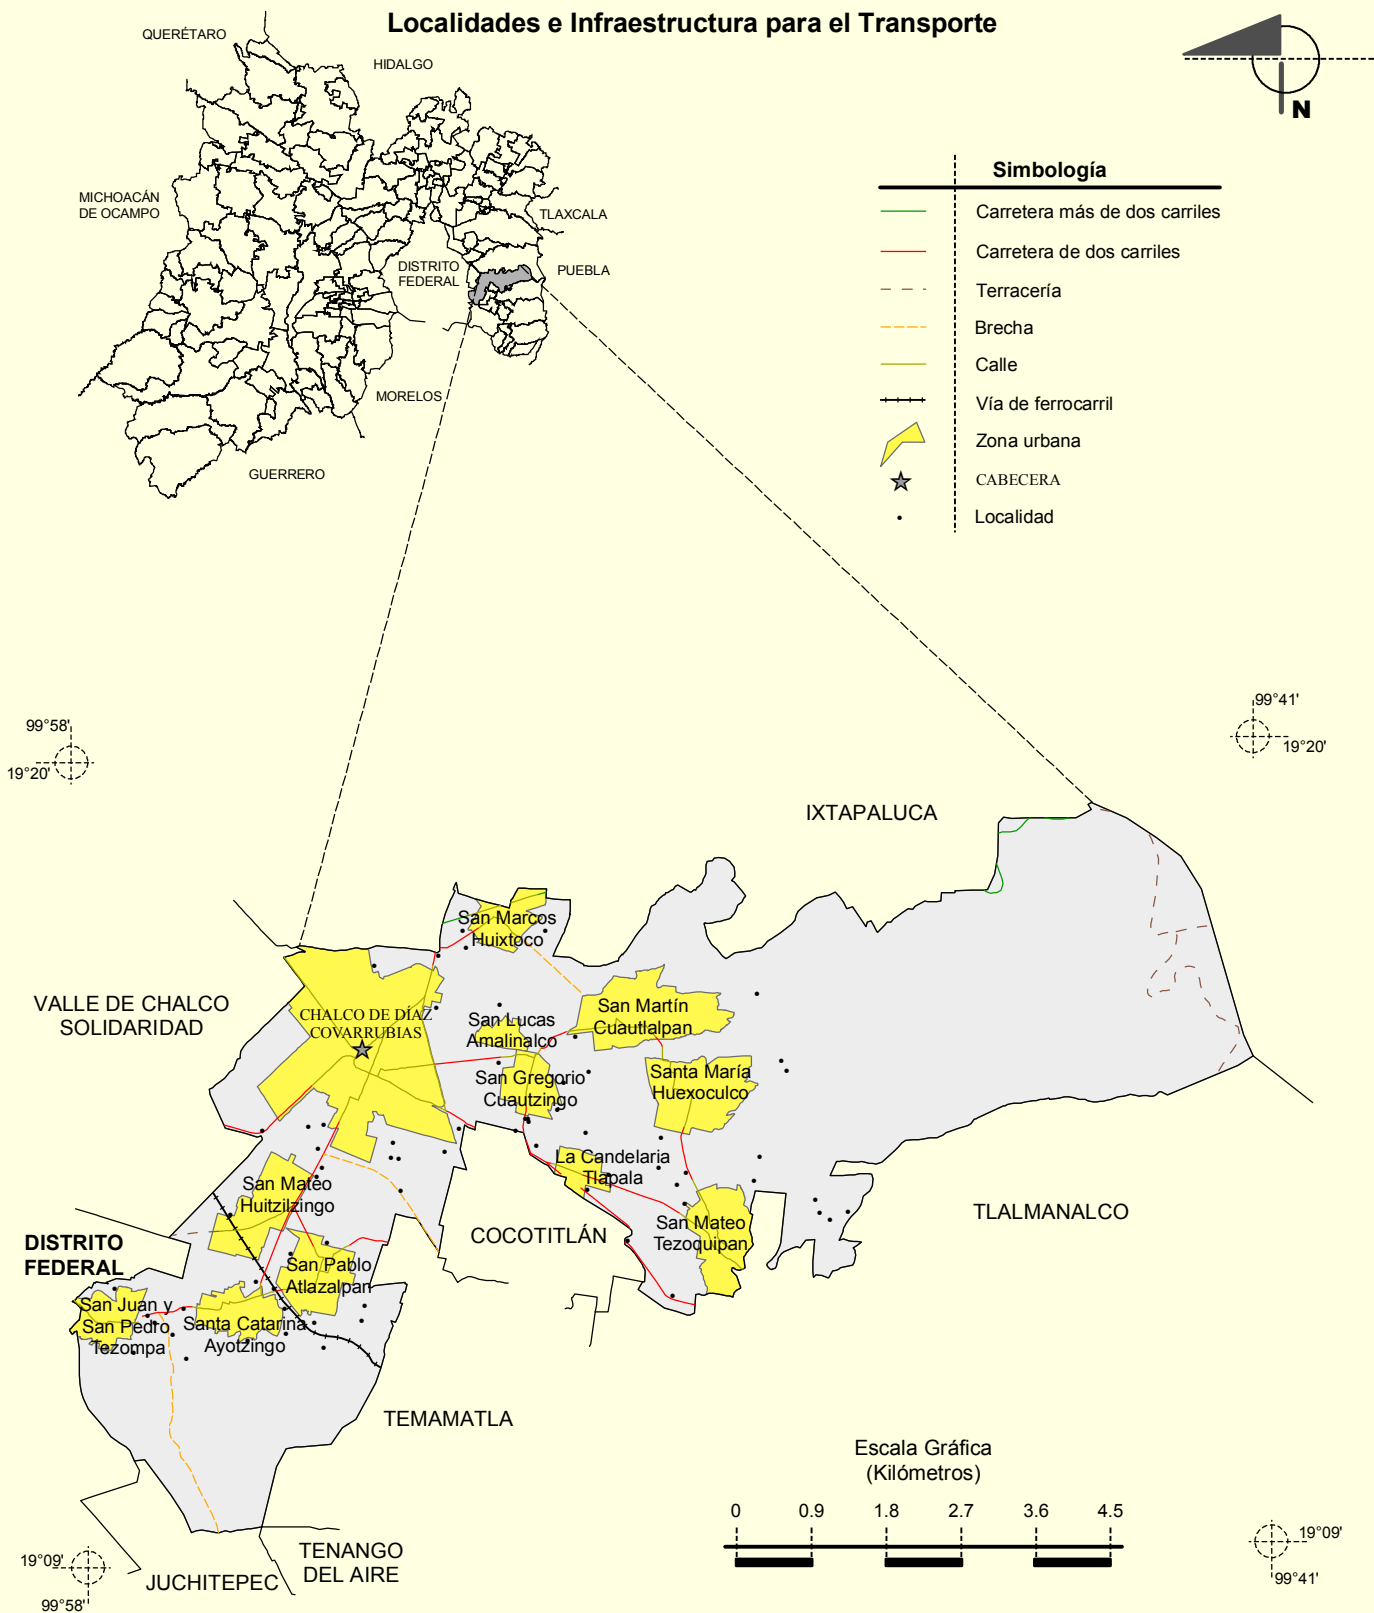 Localidades e Infraestructura para el Transporte
QUERÉTARO
HIDALGO
MICHOACÁN
DE OCAMPO
TLAXCALA
DISTRITO
FEDERAL
PUEBLA
MORELOS
GUERRERO
N
Simbología
Carretera más de dos carriles
Carretera de dos carriles
Terracería
Brecha
Calle
Vía de ferrocarril
Zona urbana
CABECERA
Localidad
99°58'
19°20'
99°41'
19°20'
IXTAPALUCA
VALLE DE CHALCO
SOLIDARIDAD
San Marcos
Huixtoco
CHALCO DE DÍAZ
COVARRUBIAS
San Lucas
Amalinalco
San Martín
Cuautlalpan
San Gregorio
Cuautzingo
Santa María
Huexoculco
La Candelaria
Tlapala
San Mateo
Huitzilzingo
San Mateo
Tezoquipan
COCOTITLÁN
TLALMANALCO
DISTRITO
FEDERAL
San Pablo
Atlazalpan
San Juan y
San Pedro
Tezompa
Santa Catarina
Ayotzingo
TEMAMATLA
TENANGO
DEL AIRE
JUCHITEPEC
Escala Gráfica
(Kilómetros)
0 0.9 1.8 2.7 3.6 4.5
19°09'
99°58'
19°09'
99°41'